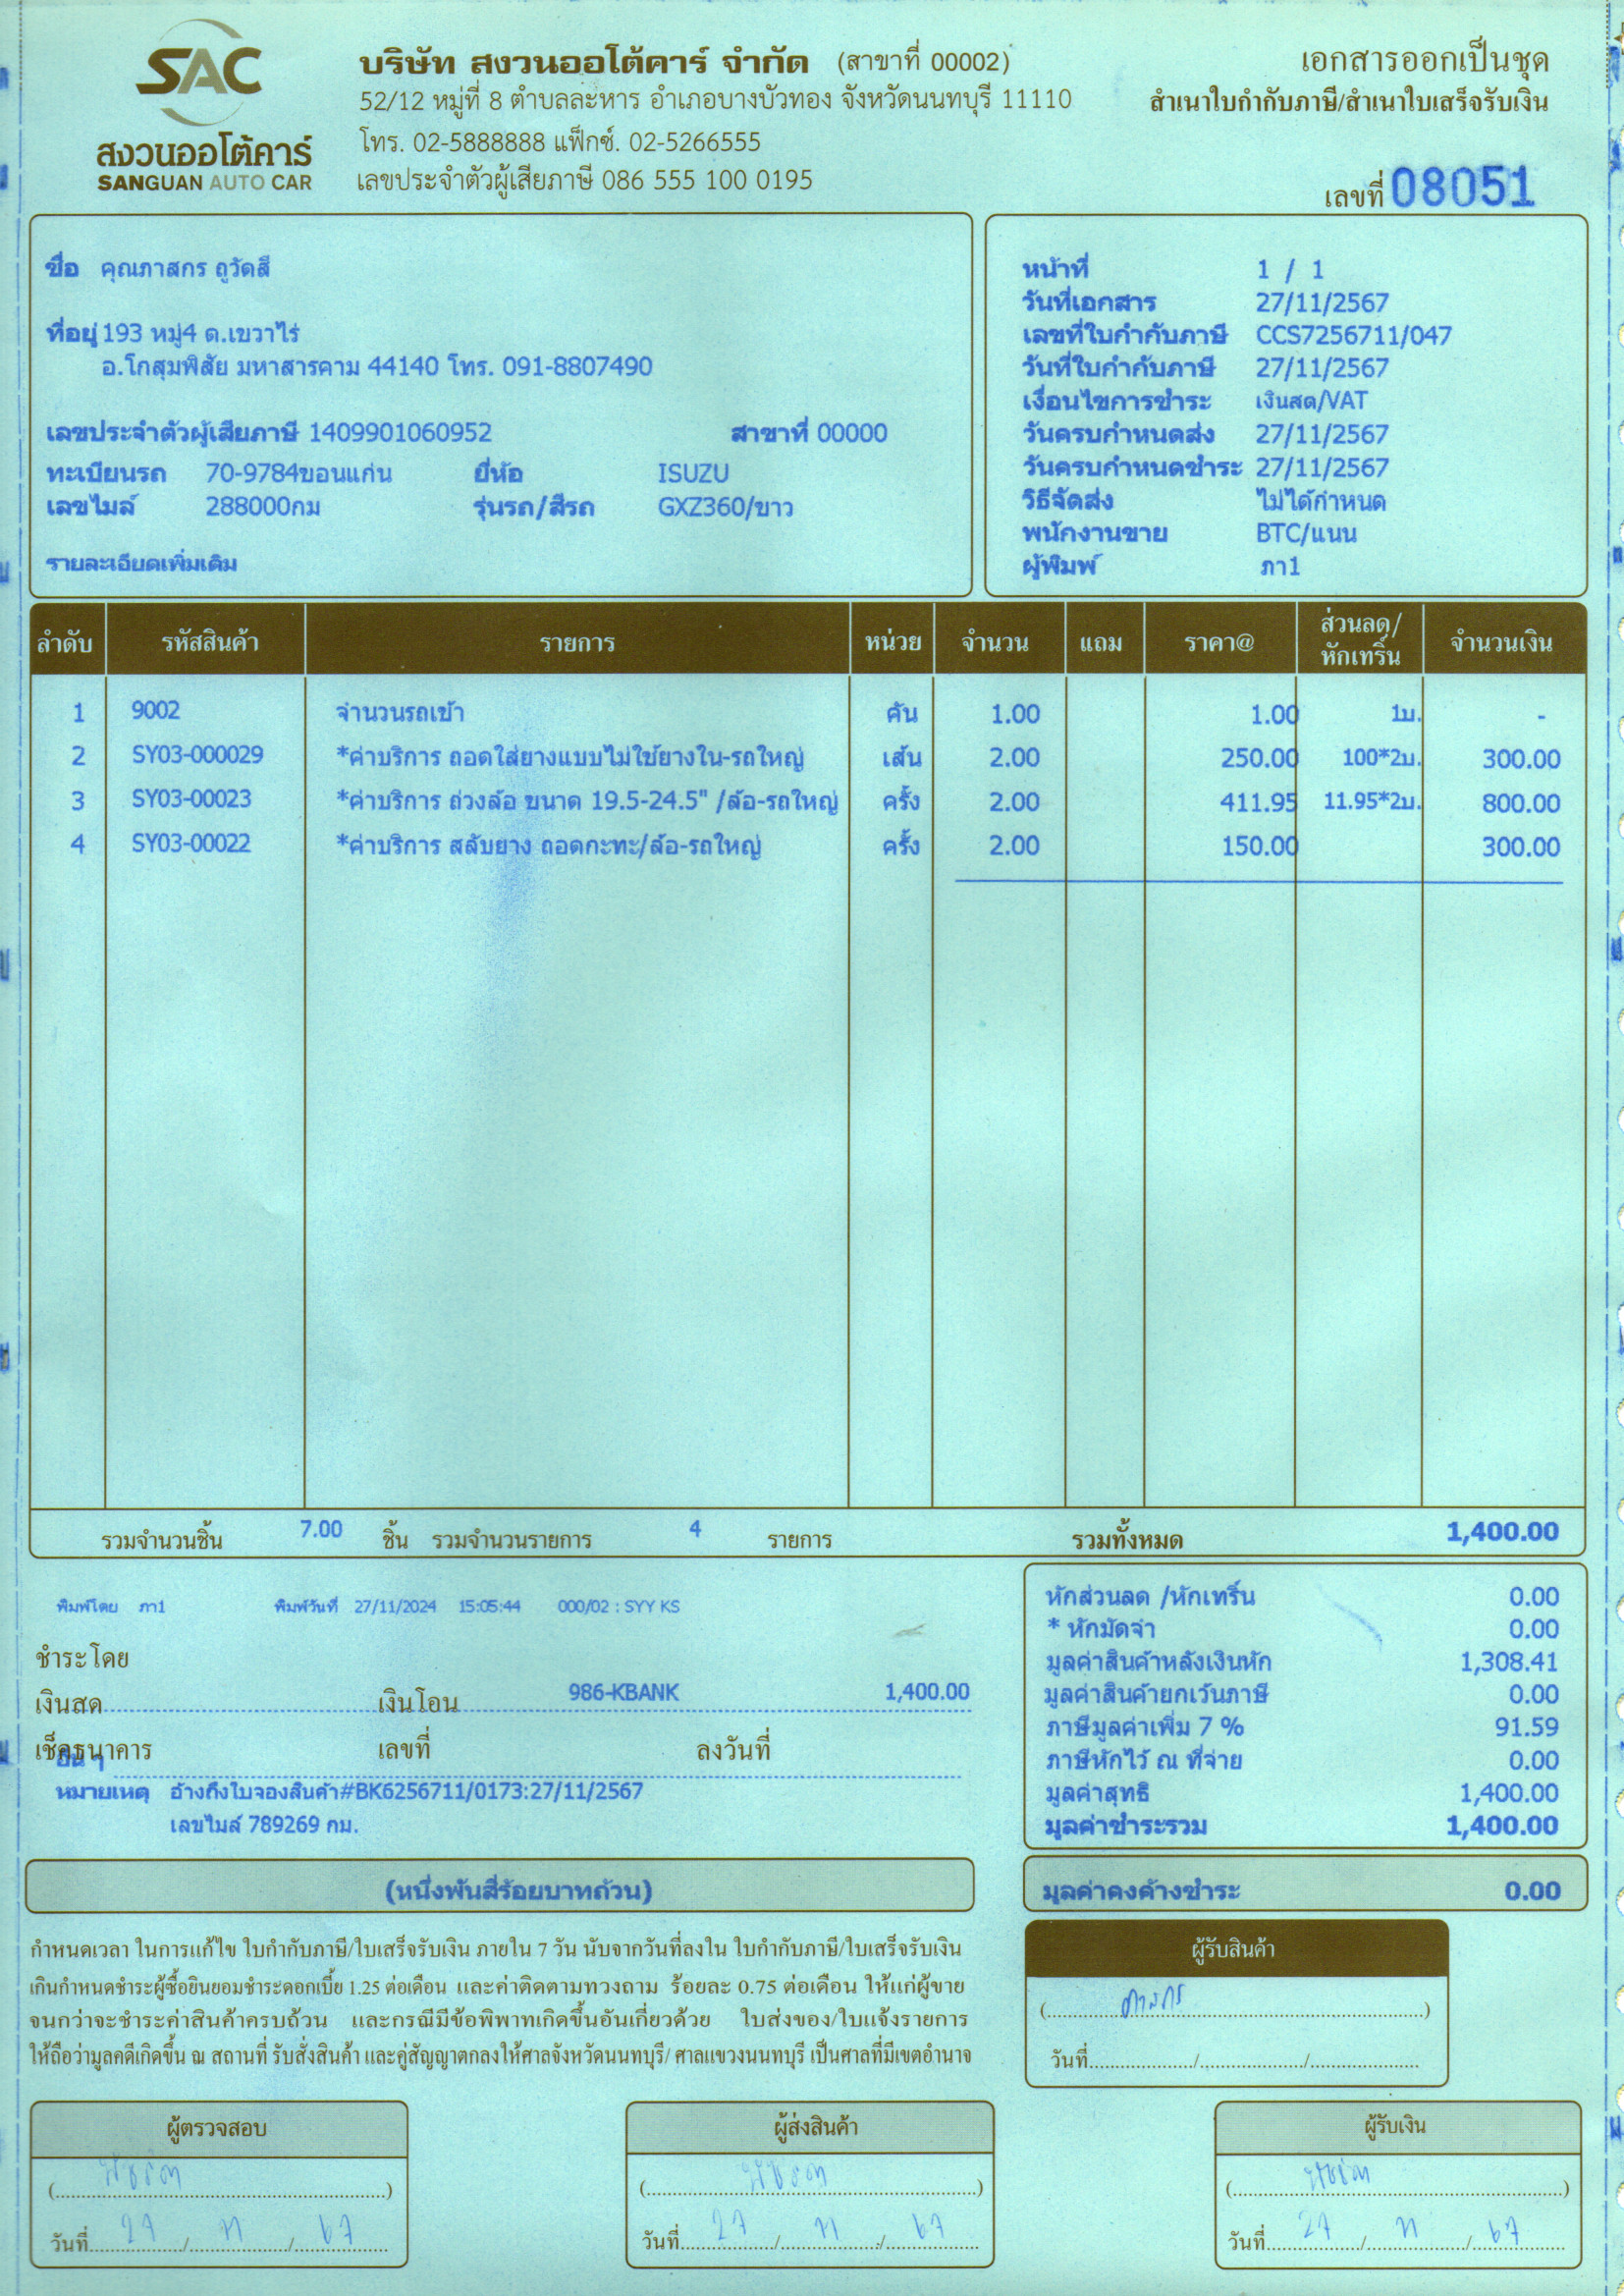 SAC
สงวนออโต้คาร์
SANGUAN AUTO CAR
บริษัท สงวนออโต้คาร์ จำกัด (สาขาที่ 00002)
52/12 หมู่ที่ 8 ตำบลละหาร อำเภอบางบัวทอง จังหวัดนนทบุรี 11110
โทร. 02-5888888 แฟ็กซ์. 02-5266555
เลขประจำตัวผู้เสียภาษี 086 555 100 0195
เอกสารออกเป็นชุด
สำเนาใบกำกับภาษี/สำเนาใบเสร็จรับเงิน
เลขที่ 08051
ชื่อ คุณภาสกร ถูวัดสี
ที่อยู่ 193 หมู่4 ต.เขวาไร่
อ.โกสุมพิสัย มหาสารคาม 44140 โทร. 091-8807490
เลขประจำตัวผู้เสียภาษี 1409901060952 สาขาที่ 00000
ทะเบียนรถ 70-9784ขอนแก่น ยี่ห้อ ISUZU
เลขไมล์ 288000กม รุ่นรถ/สีรถ GXZ360/ขาว
รายละเอียดเพิ่มเติม
หน้าที่ 1 / 1
วันที่เอกสาร 27/11/2567
เลขที่ใบกำกับภาษี CCS7256711/047
วันที่ใบกำกับภาษี 27/11/2567
เงื่อนไขการชำระ เงินสด/VAT
วันครบกำหนดส่ง 27/11/2567
วันครบกำหนดชำระ 27/11/2567
วิธีจัดส่ง ไม่ได้กำหนด
พนักงานขาย BTC/แนน
ผู้พิมพ์ ภา1
ลำดับ รหัสสินค้า รายการ หน่วย จำนวน แถม ราคา@ ส่วนลด/หักเทริ์น จำนวนเงิน
1 9002 จำนวนรถเข้า คัน 1.00 1.00 1บ. -
2 SY03-000029 *ค่าบริการ ถอดใส่ยางแบบไม่ใช้ยางใน-รถใหญ่ เส้น 2.00 250.00 100*2บ. 300.00
3 SY03-00023 *ค่าบริการ ถ่วงล้อ ขนาด 19.5-24.5" /ล้อ-รถใหญ่ ครั้ง 2.00 411.95 11.95*2บ. 800.00
4 SY03-00022 *ค่าบริการ สลับยาง ถอดกะทะ/ล้อ-รถใหญ่ ครั้ง 2.00 150.00 300.00
รวมจำนวนชิ้น 7.00 ชิ้น รวมจำนวนรายการ 4 รายการ รวมทั้งหมด 1,400.00
พิมพ์โดย ภา1 พิมพ์วันที่ 27/11/2024 15:05:44 000/02 : SYY KS
ชำระโดย
เงินสด เงินโอน 986-KBANK 1,400.00
เช็คธนาคาร เลขที่ ลงวันที่
อื่น ๆ
หมายเหตุ อ้างถึงใบจองสินค้า#BK6256711/0173:27/11/2567
เลขไมล์ 789269 กม.
หักส่วนลด /หักเทริ์น 0.00
* หักมัดจำ 0.00
มูลค่าสินค้าหลังเงินหัก 1,308.41
มูลค่าสินค้ายกเว้นภาษี 0.00
ภาษีมูลค่าเพิ่ม 7 % 91.59
ภาษีหักไว้ ณ ที่จ่าย 0.00
มูลค่าสุทธิ 1,400.00
มูลค่าชำระรวม 1,400.00
(หนึ่งพันสี่ร้อยบาทถ้วน)
มูลค่าคงค้างชำระ 0.00
กำหนดเวลา ในการแก้ไข ใบกำกับภาษี/ใบเสร็จรับเงิน ภายใน 7 วัน นับจากวันที่ลงใน ใบกำกับภาษี/ใบเสร็จรับเงิน
เกินกำหนดชำระผู้ซื้อยินยอมชำระดอกเบี้ย 1.25 ต่อเดือน และค่าติดตามทวงถาม ร้อยละ 0.75 ต่อเดือน ให้แก่ผู้ขาย
จนกว่าจะชำระค่าสินค้าครบถ้วน และกรณีมีข้อพิพาทเกิดขึ้นอันเกี่ยวด้วย ใบส่งของ/ใบแจ้งรายการ
ให้ถือว่ามูลคดีเกิดขึ้น ณ สถานที่ รับสั่งสินค้า และคู่สัญญาตกลงให้ศาลจังหวัดนนทบุรี/ ศาลแขวงนนทบุรี เป็นศาลที่มีเขตอำนาจ
ผู้รับสินค้า
(ภาสกร)
วันที่ / /
ผู้ตรวจสอบ ผู้ส่งสินค้า ผู้รับเงิน
วันที่ 27 / 11 / 67 วันที่ 27 / 11 / 67 วันที่ 27 / 11 / 67